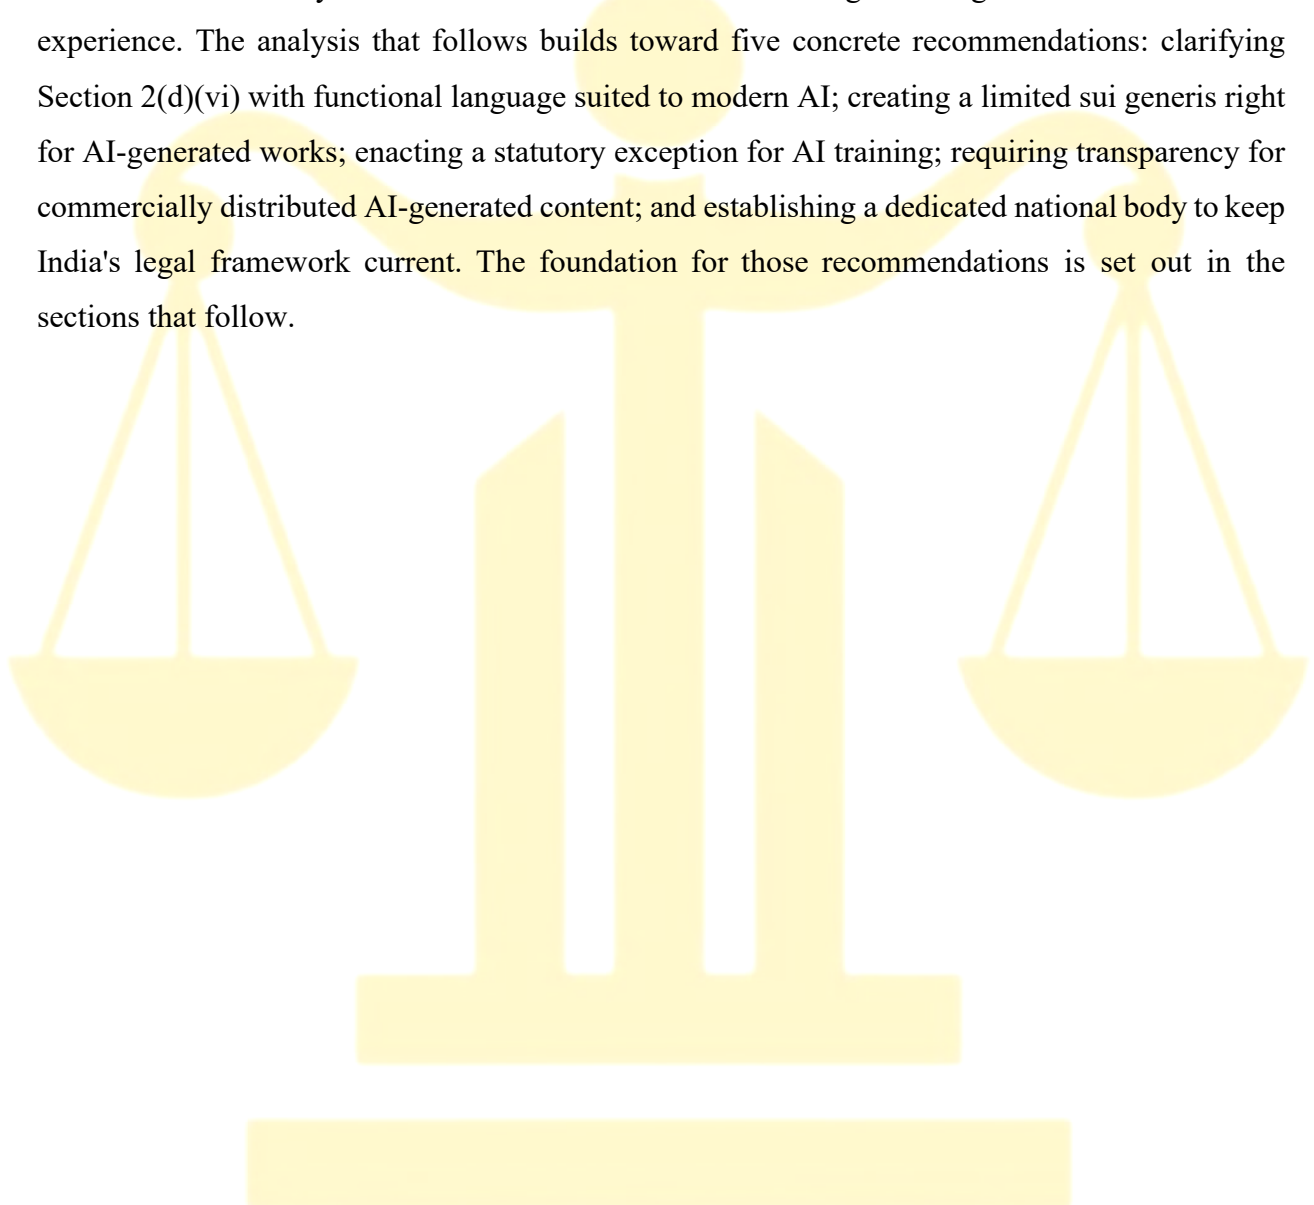 experience. The analysis that follows builds toward five concrete recommendations: clarifying
Section 2(d)(vi) with functional language suited to modern AI; creating a limited sui generis right
for AI-generated works; enacting a statutory exception for AI training; requiring transparency for
commercially distributed AI-generated content; and establishing a dedicated national body to keep
India's legal framework current. The foundation for those recommendations is set out in the
sections that follow.